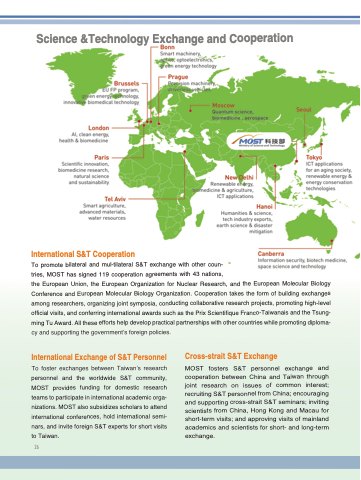 Science &Technology Exchange and Cooperation
Bonn
Smart machinery,
optoelectronics,
green energy technology
Brussels
EU FP program,
green energy technology,
innovative biomedical technology
Prague
Precision machinery,
Moscow
Quantum science,
biomedicine, aerospace
Seoul
London
AI, clean energy,
health & biomedicine
MOST 科技部
Ministry of Science and Technology
Paris
Scientific innovation,
biomedicine research,
natural science
and sustainability
New Delhi
Renewable energy,
biomedicine & agriculture,
ICT applications
Tokyo
ICT applications
for an aging society,
renewable energy &
energy conservation
technologies
Tel Aviv
Smart agriculture,
advanced materials,
water resources
Hanoi
Humanities & science,
tech industry exports,
earth science & disaster
mitigation
Canberra
Information security, biotech medicine,
space science and technology
International S&T Cooperation
To promote bilateral and mul-tilateral S&T exchange with other coun-
tries, MOST has signed 119 cooperation agreements with 43 nations,
the European Union, the European Organization for Nuclear Research, and the European Molecular Biology
Conference and European Molecular Biology Organization. Cooperation takes the form of building exchanges
among researchers, organizing joint symposia, conducting collaborative research projects, promoting high-level
official visits, and conferring international awards such as the Prix Scientifique Franco-Taiwanais and the Tsung-
ming Tu Award. All these efforts help develop practical partnerships with other countries while promoting diploma-
cy and supporting the government's foreign policies.
International Exchange of S&T Personnel
To foster exchanges between Taiwan's research
personnel and the worldwide S&T community,
MOST provides funding for domestic research
teams to participate in international academic orga-
nizations. MOST also subsidizes scholars to attend
international conferences, hold international semi-
nars, and invite foreign S&T experts for short visits
to Taiwan.
Cross-strait S&T Exchange
MOST fosters S&T personnel exchange and
cooperation between China and Taiwan through
joint research on issues of common interest;
recruiting S&T personnel from China; encouraging
and supporting cross-strait S&T seminars; inviting
scientists from China, Hong Kong and Macau for
short-term visits; and approving visits of mainland
academics and scientists for short- and long-term
exchange.